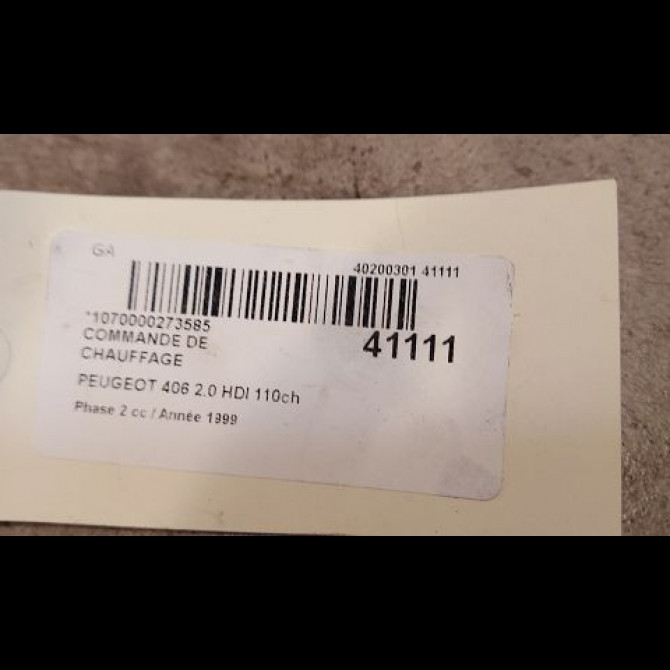 GA
40200301 41111
*1070000273585
41111
COMMANDE DE
CHAUFFAGE
PEUGEOT 406 2.0 HDI 110ch
Phase 2 cc / Année 1999